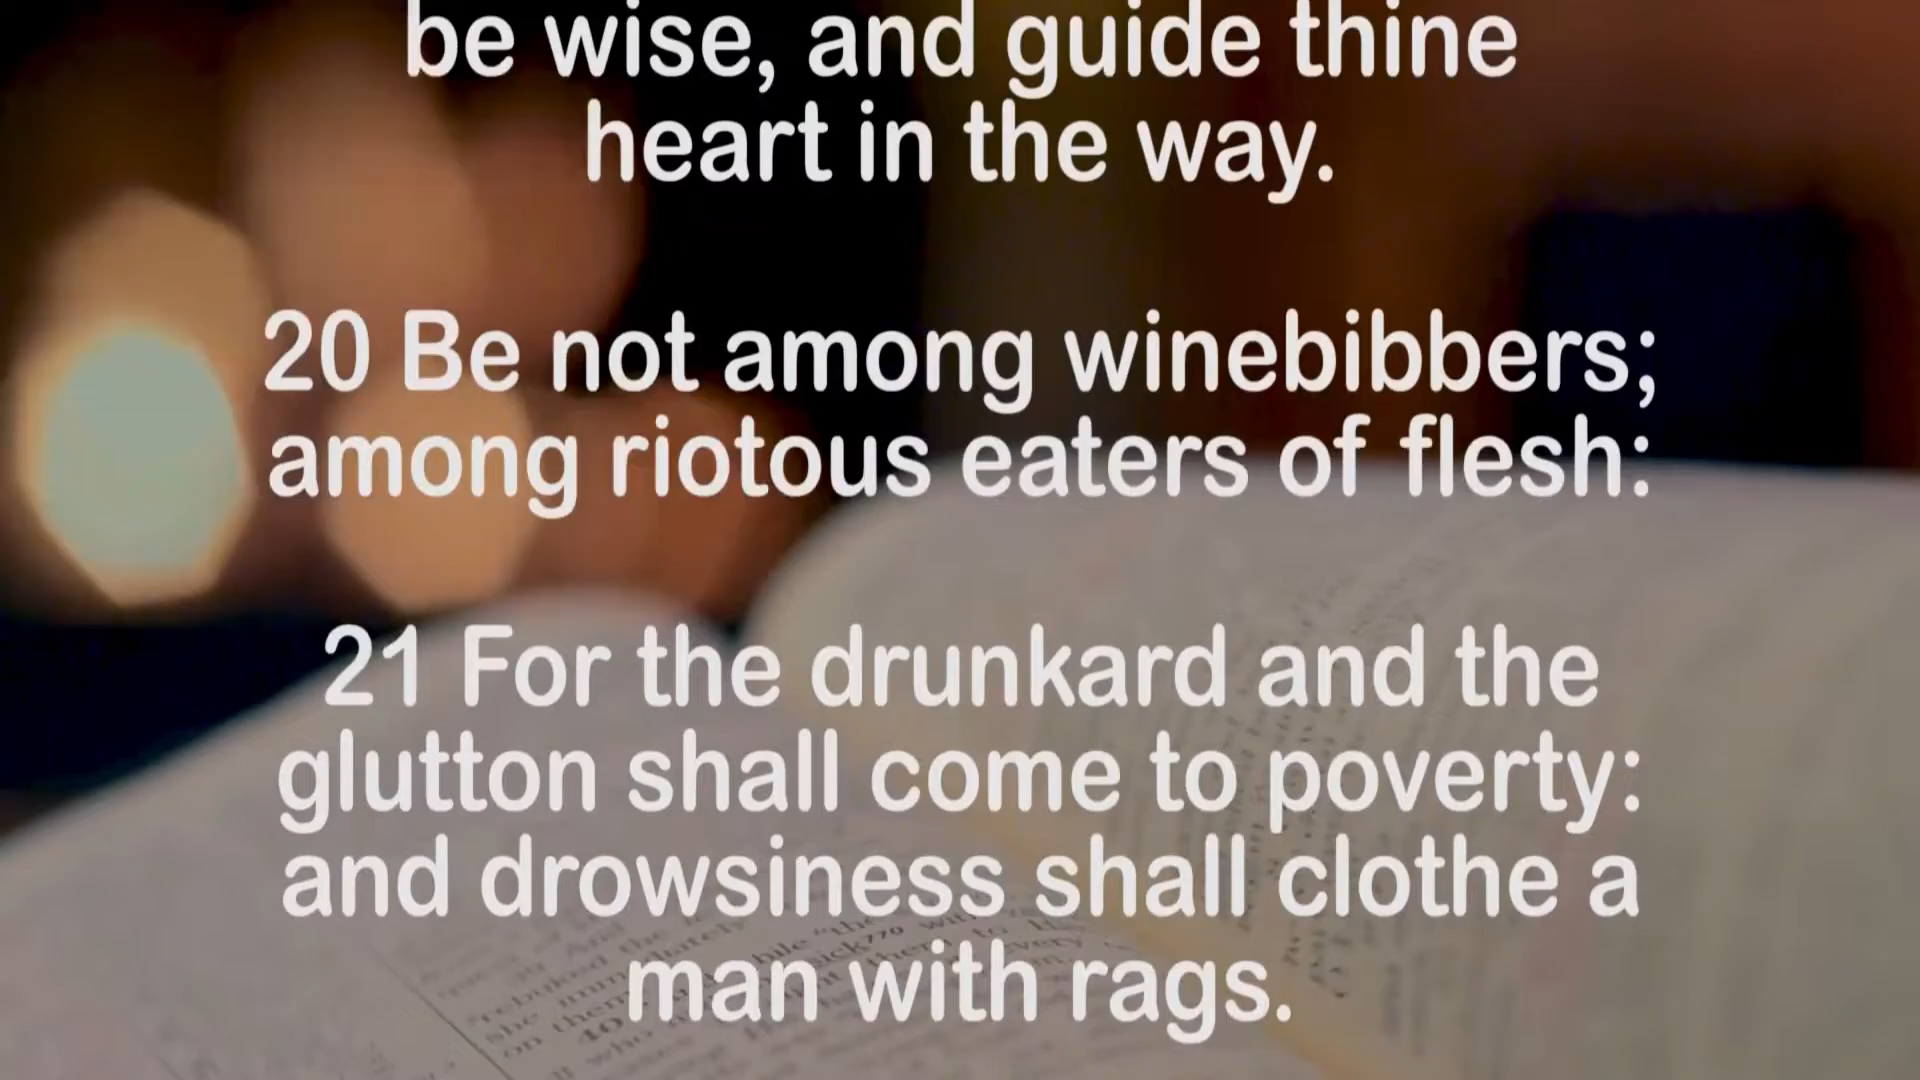 be wise, and guide thine
heart in the way.
20 Be not among winebibbers;
among riotous eaters of flesh:
21 For the drunkard and the
glutton shall come to poverty:
and drowsiness shall clothe a
man with rags.